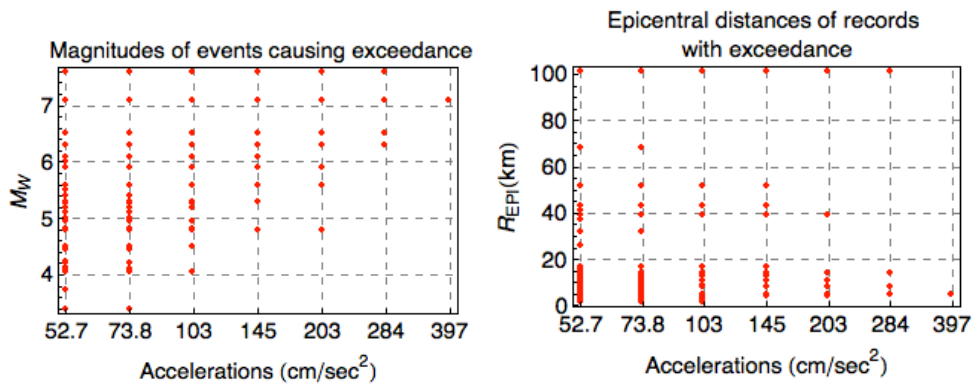 Magnitudes of events causing exceedance
7
6
5
4
M_W
52.7 73.8 103 145 203 284 397
Accelerations (cm/sec²)
Epicentral distances of records
with exceedance
100
80
60
40
20
0
R_EPI(km)
52.7 73.8 103 145 203 284 397
Accelerations (cm/sec²)